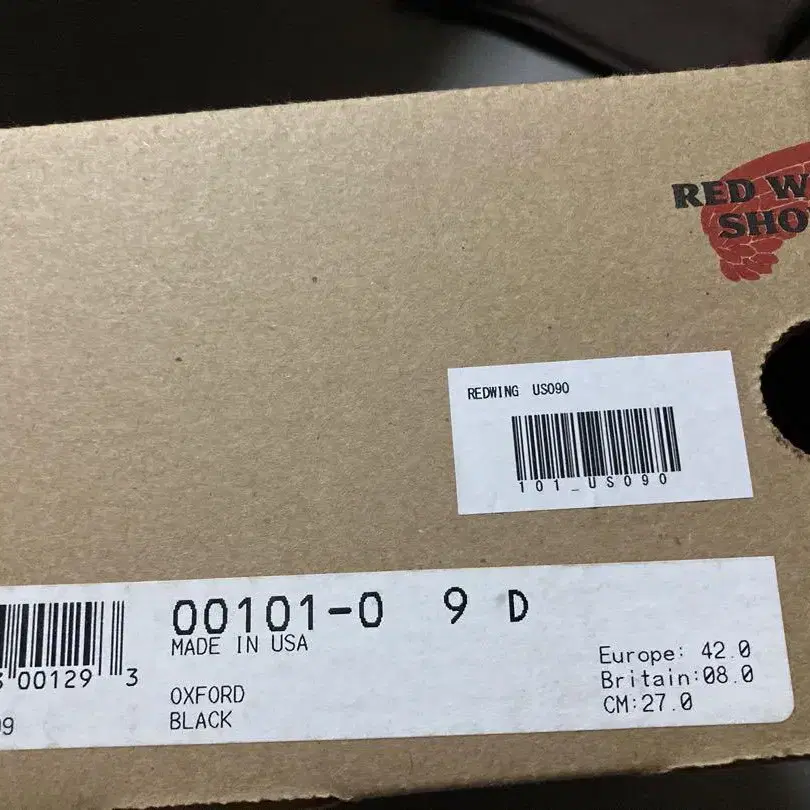 RED W
SHO
REDWING US090
101_US090
00101-0 9 D
MADE IN USA
00129 3
OXFORD
BLACK
Europe: 42.0
Britain:08.0
CM:27.0